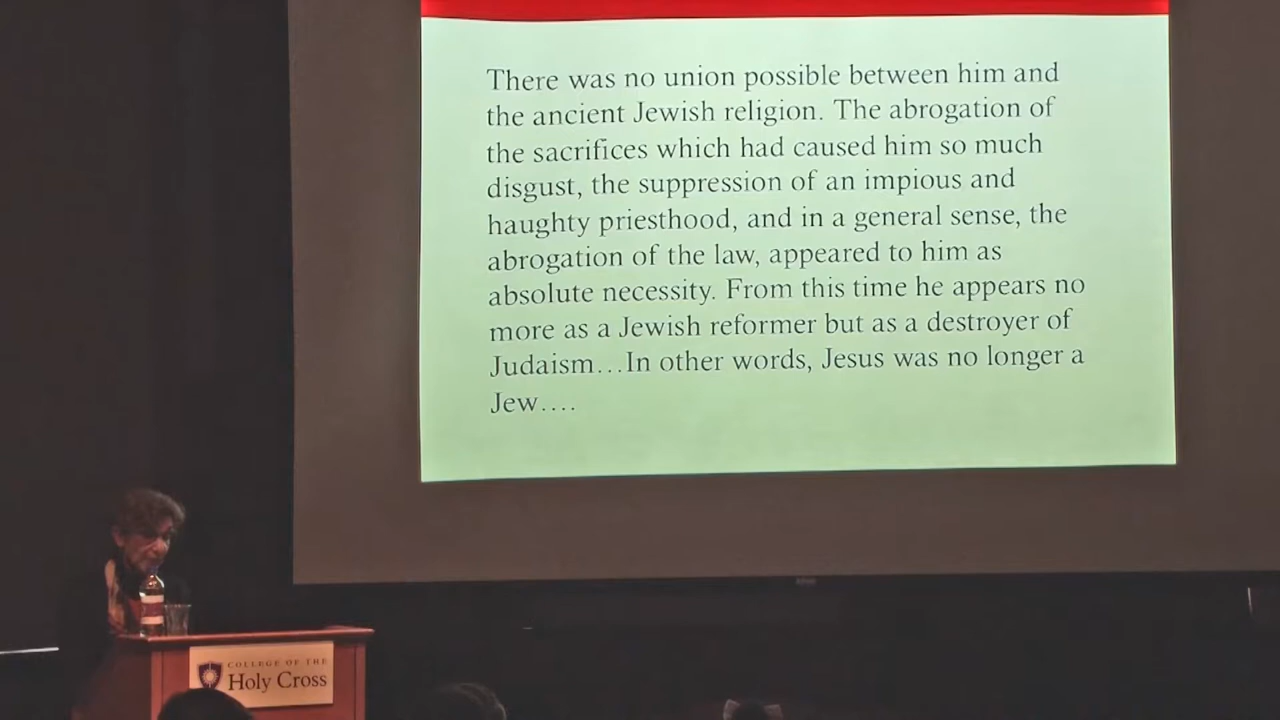 There was no union possible between him and
the ancient Jewish religion. The abrogation of
the sacrifices which had caused him so much
disgust, the suppression of an impious and
haughty priesthood, and in a general sense, the
abrogation of the law, appeared to him as
absolute necessity. From this time he appears no
more as a Jewish reformer but as a destroyer of
Judaism…In other words, Jesus was no longer a
Jew….
COLLEGE OF THE
Holy Cross